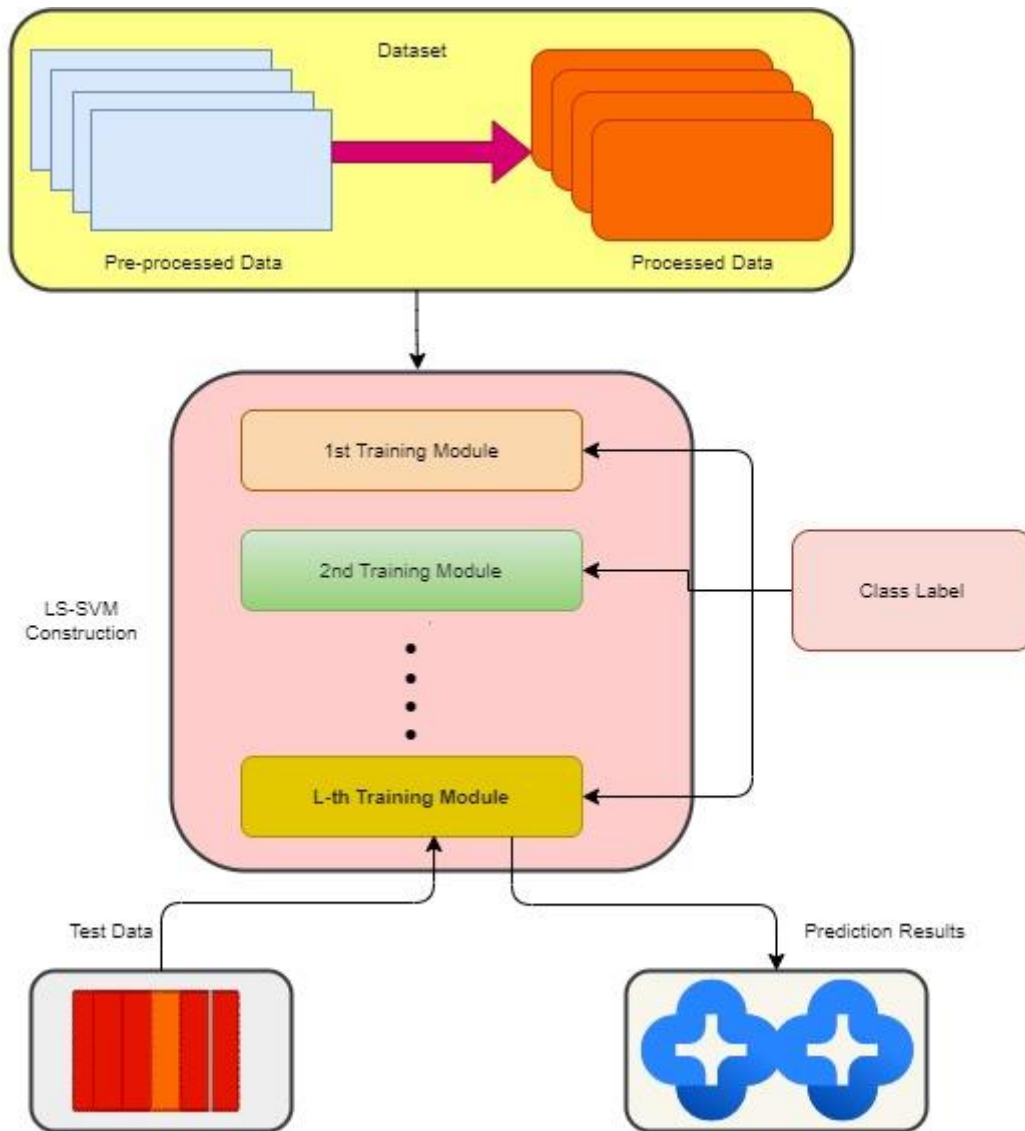 Dataset
Pre-processed Data
Processed Data
1st Training Module
2nd Training Module
LS-SVM
Construction
Class Label
L-th Training Module
Test Data
Prediction Results